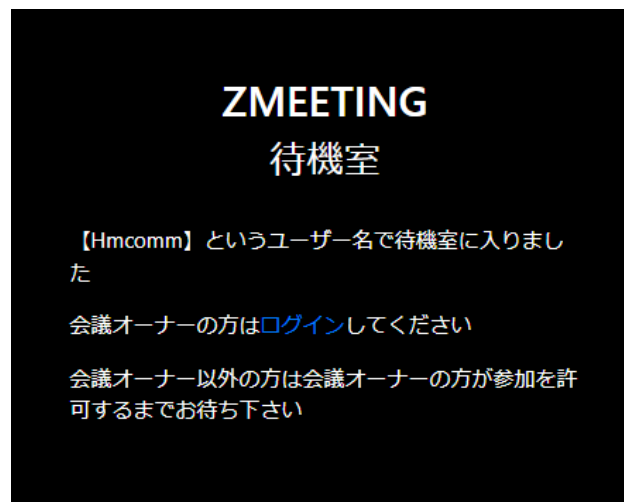 ZMEETING
待機室
【Hmcomm】というユーザー名で待機室に入りまし
た
会議オーナーの方はログインしてください
会議オーナー以外の方は会議オーナーの方が参加を許
可するまでお待ち下さい